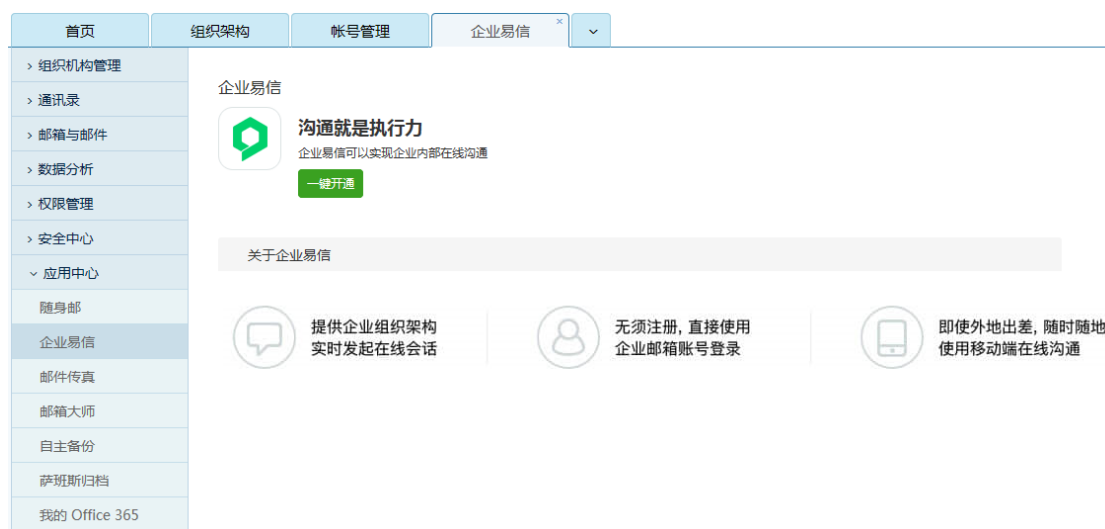 首页
组织架构
帐号管理
企业易信
组织机构管理
通讯录
邮箱与邮件
数据分析
权限管理
安全中心
应用中心
随身邮
企业易信
邮件传真
邮箱大师
自主备份
萨班斯归档
我的 Office 365
企业易信
沟通就是执行力
企业易信可以实现企业内部在线沟通
一键开通
关于企业易信
提供企业组织架构
实时发起在线会话
无须注册, 直接使用
企业邮箱账号登录
即使外地出差, 随时随地
使用移动端在线沟通